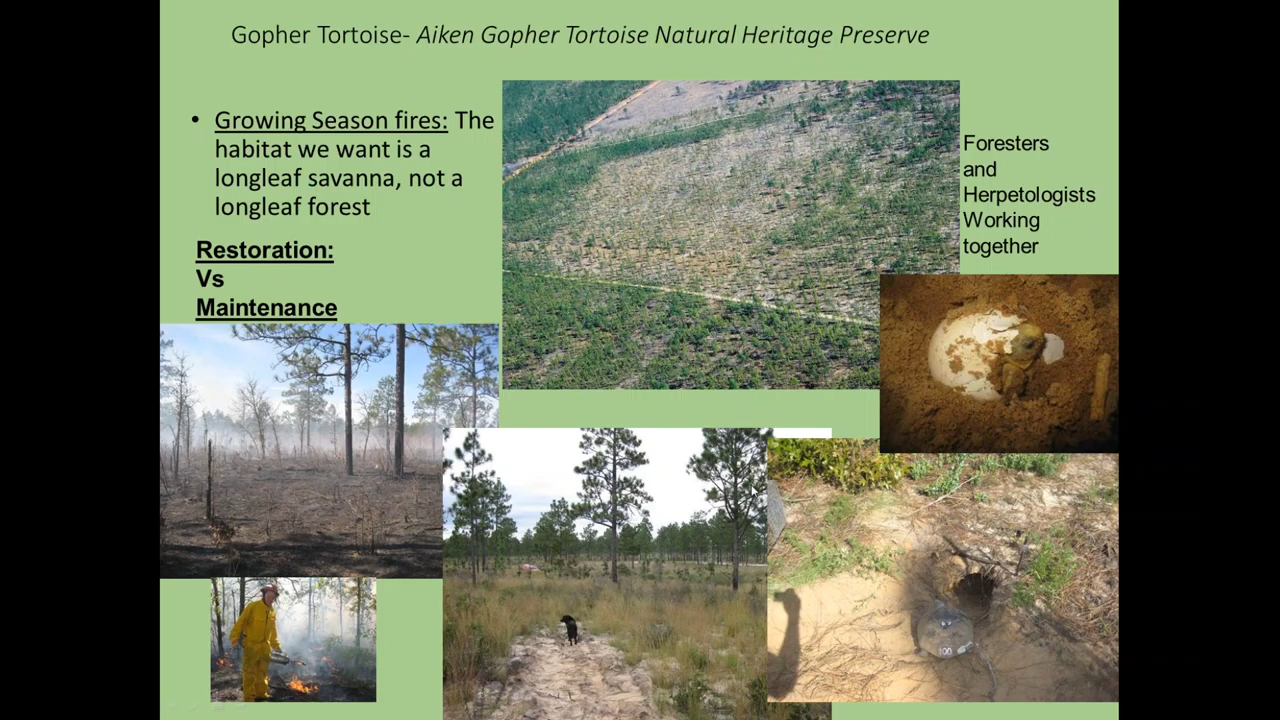 Gopher Tortoise- Aiken Gopher Tortoise Natural Heritage Preserve
• Growing Season fires: The
habitat we want is a
longleaf savanna, not a
longleaf forest
Restoration:
Vs
Maintenance
Foresters
and
Herpetologists
Working
together
100